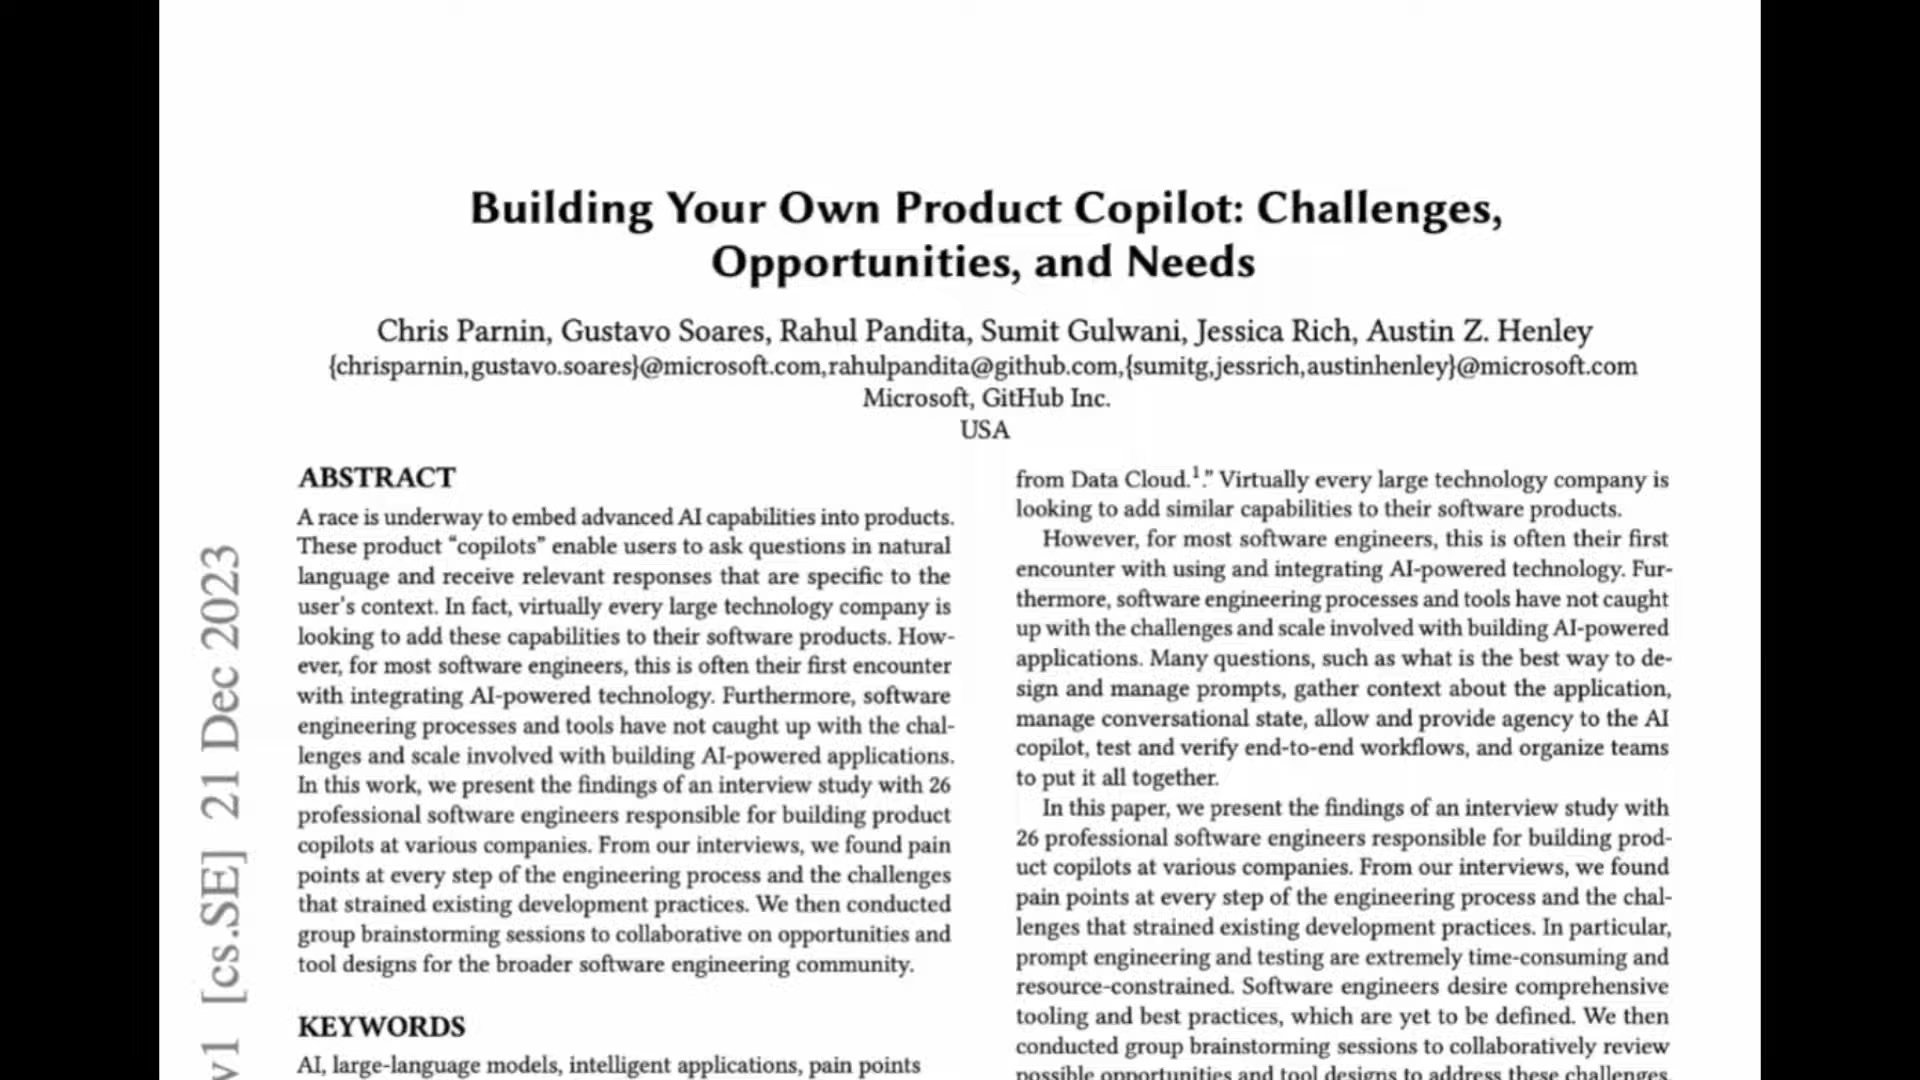 Building Your Own Product Copilot: Challenges,
Opportunities, and Needs
Chris Parnin, Gustavo Soares, Rahul Pandita, Sumit Gulwani, Jessica Rich, Austin Z. Henley
{chrisparnin,gustavo.soares}@microsoft.com,rahulpandita@github.com,{sumitg,jessrich,austinhenley}@microsoft.com
Microsoft, GitHub Inc.
USA
v1 [cs.SE] 21 Dec 2023
ABSTRACT
A race is underway to embed advanced AI capabilities into products.
These product “copilots” enable users to ask questions in natural
language and receive relevant responses that are specific to the
user's context. In fact, virtually every large technology company is
looking to add these capabilities to their software products. How-
ever, for most software engineers, this is often their first encounter
with integrating AI-powered technology. Furthermore, software
engineering processes and tools have not caught up with the chal-
lenges and scale involved with building AI-powered applications.
In this work, we present the findings of an interview study with 26
professional software engineers responsible for building product
copilots at various companies. From our interviews, we found pain
points at every step of the engineering process and the challenges
that strained existing development practices. We then conducted
group brainstorming sessions to collaborative on opportunities and
tool designs for the broader software engineering community.
KEYWORDS
AI, large-language models, intelligent applications, pain points
from Data Cloud.¹.” Virtually every large technology company is
looking to add similar capabilities to their software products.
However, for most software engineers, this is often their first
encounter with using and integrating AI-powered technology. Fur-
thermore, software engineering processes and tools have not caught
up with the challenges and scale involved with building AI-powered
applications. Many questions, such as what is the best way to de-
sign and manage prompts, gather context about the application,
manage conversational state, allow and provide agency to the AI
copilot, test and verify end-to-end workflows, and organize teams
to put it all together.
In this paper, we present the findings of an interview study with
26 professional software engineers responsible for building prod-
uct copilots at various companies. From our interviews, we found
pain points at every step of the engineering process and the chal-
lenges that strained existing development practices. In particular,
prompt engineering and testing are extremely time-consuming and
resource-constrained. Software engineers desire comprehensive
tooling and best practices, which are yet to be defined. We then
conducted group brainstorming sessions to collaboratively review
possible opportunities and tool designs to address these challenges.